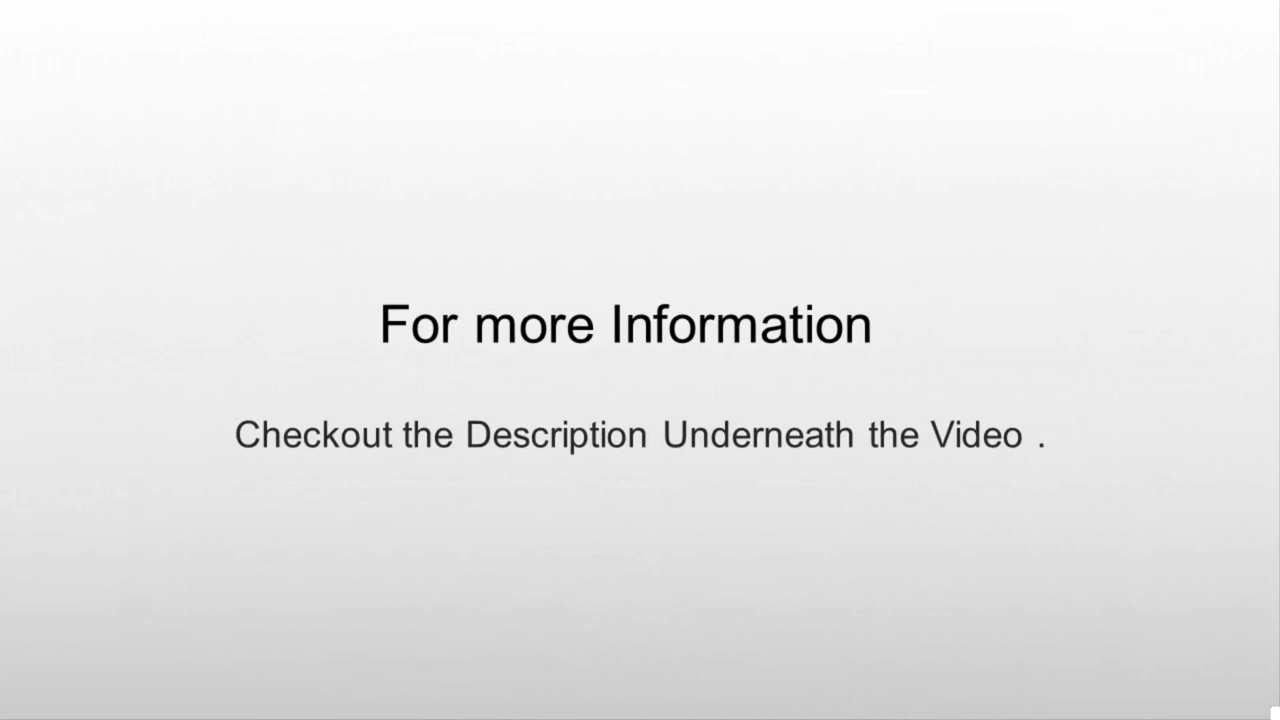 For more Information
Checkout the Description Underneath the Video .